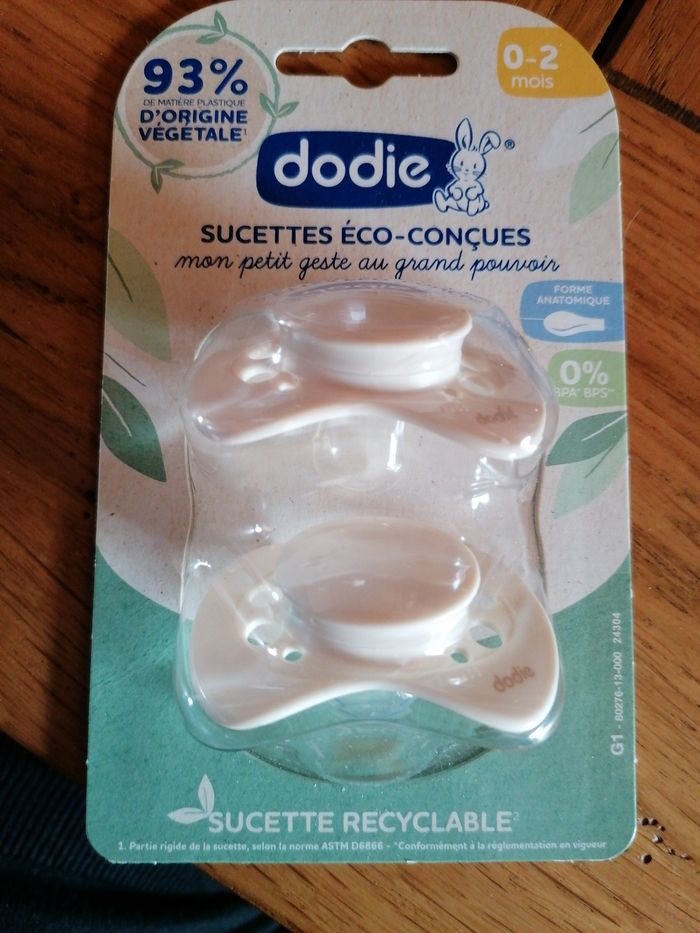 93%
DE MATIÈRE PLASTIQUE
D'ORIGINE
VÉGÉTALE¹
0-2
mois
dodie®
SUCETTES ÉCO-CONÇUES
mon petit geste au grand pouvoir
FORME
ANATOMIQUE
0%
BPA* BPS**
dodie
dodie
G1 - 80276-13-000 24304
SUCETTE RECYCLABLE²
1. Partie rigide de la sucette, selon la norme ASTM D6866 - *Conformément à la règlementation en vigueur